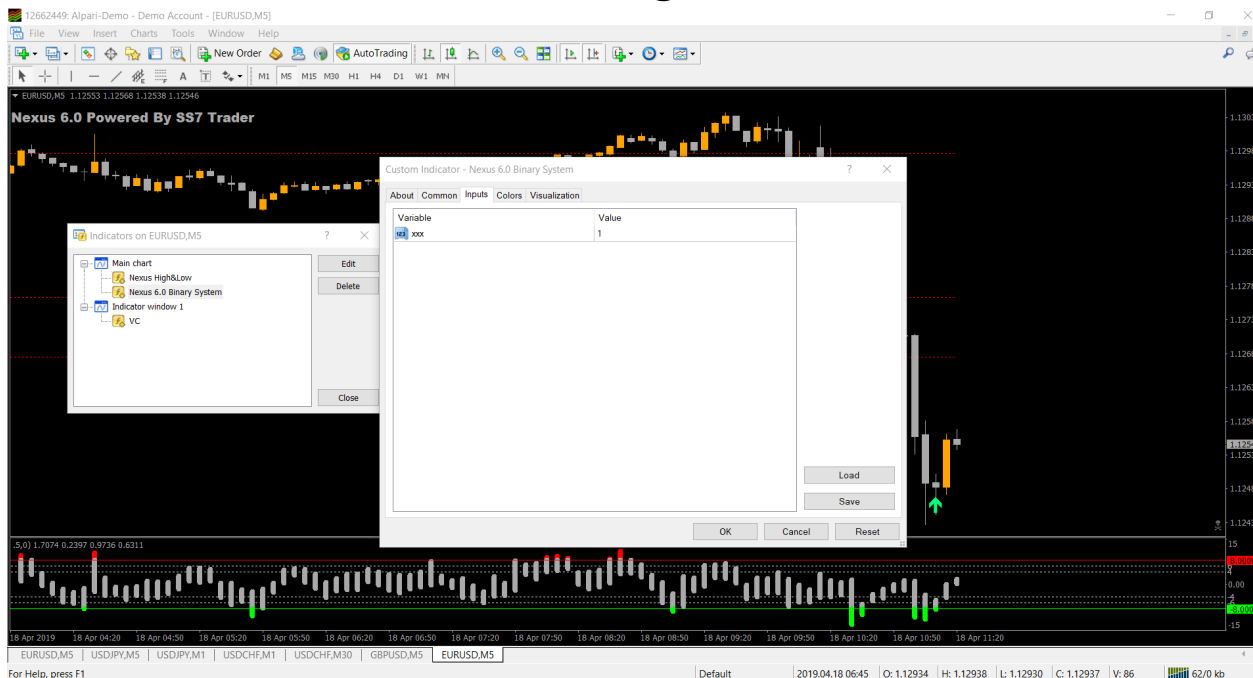 12662449: Alpari-Demo - Demo Account - [EURUSD,M5]
File View Insert Charts Tools Window Help
New Order AutoTrading
A T M1 M5 M15 M30 H1 H4 D1 W1 MN
EURUSD,M5 1.12553 1.12568 1.12538 1.12546
Nexus 6.0 Powered By SS7 Trader
Custom Indicator - Nexus 6.0 Binary System ?
About Common Inputs Colors Visualization
Variable Value
123 xxx 1
Indicators on EURUSD,M5 ?
Main chart
Nexus High&Low
Nexus 6.0 Binary System
Indicator window 1
VC
Edit
Delete
Close
Load
Save
OK Cancel Reset
.5,0) 1.7074 0.2397 0.9736 0.6311
15
0.00
-15
18 Apr 2019 18 Apr 04:20 18 Apr 04:50 18 Apr 05:20 18 Apr 05:50 18 Apr 06:20 18 Apr 06:50 18 Apr 07:20 18 Apr 07:50 18 Apr 08:20 18 Apr 08:50 18 Apr 09:20 18 Apr 09:50 18 Apr 10:20 18 Apr 10:50 18 Apr 11:20
EURUSD,M5 USDJPY,M5 USDJPY,M1 USDCHF,M1 USDCHF,M30 GBPUSD,M5 EURUSD,M5
For Help, press F1 Default 2019.04.18 06:45 O: 1.12934 H: 1.12938 L: 1.12930 C: 1.12937 V: 86 62/0 kb